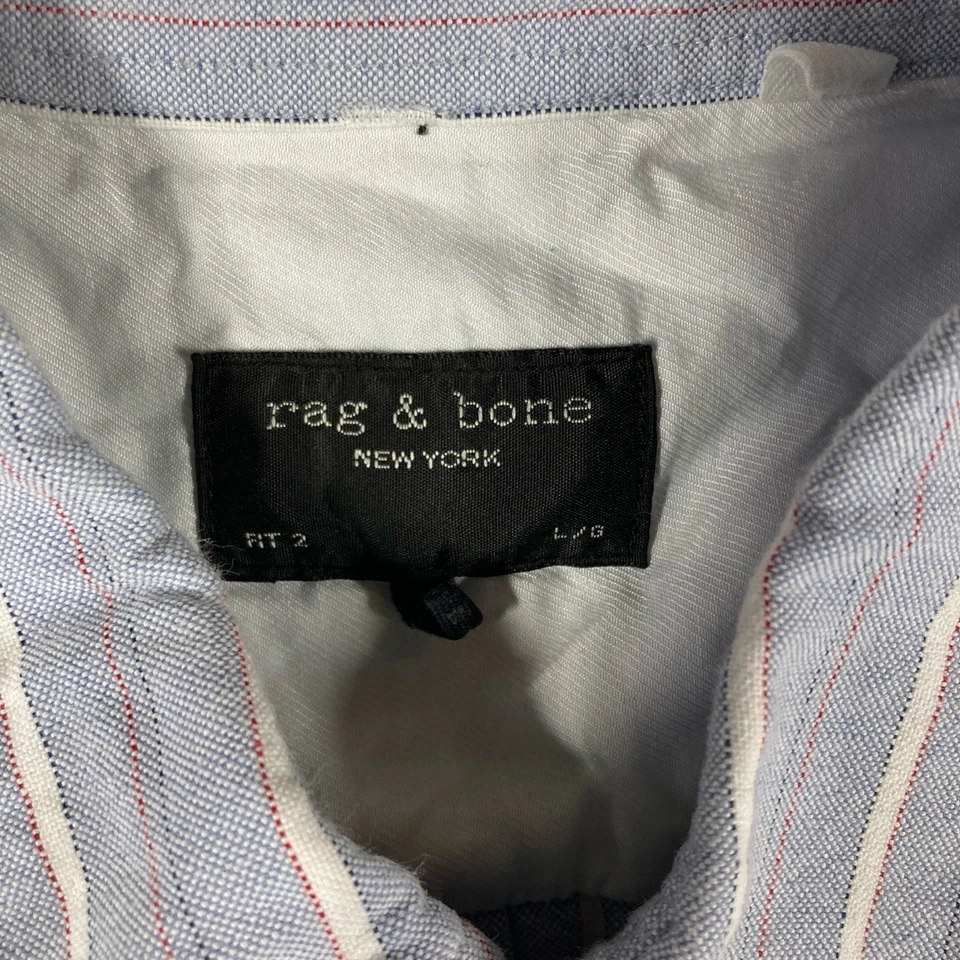 rag & bone
NEW YORK
FIT 2 L/G